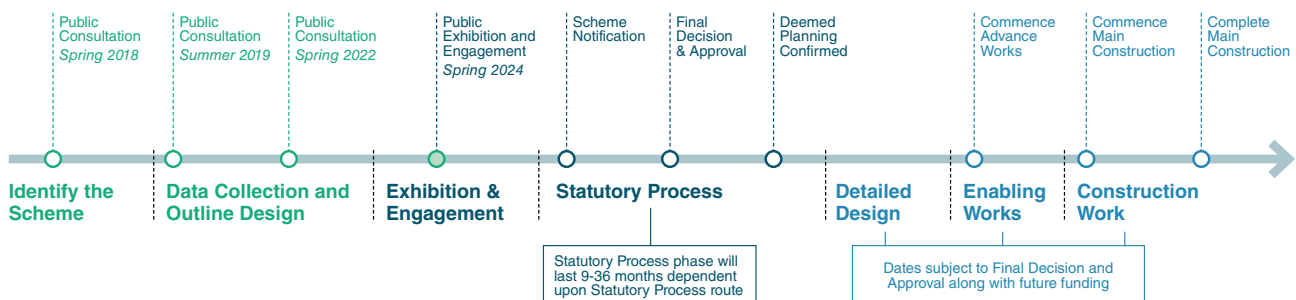 Public
Consultation
Spring 2018
Public
Consultation
Summer 2019
Public
Consultation
Spring 2022
Public
Exhibition and
Engagement
Spring 2024
Scheme
Notification
Final
Decision
& Approval
Deemed
Planning
Confirmed
Commence
Advance
Works
Commence
Main
Construction
Complete
Main
Construction
Identify the
Scheme
Data Collection and
Outline Design
Exhibition &
Engagement
Statutory Process
Detailed
Design
Enabling
Works
Construction
Work
Statutory Process phase will
last 9-36 months dependent
upon Statutory Process route
Dates subject to Final Decision and
Approval along with future funding